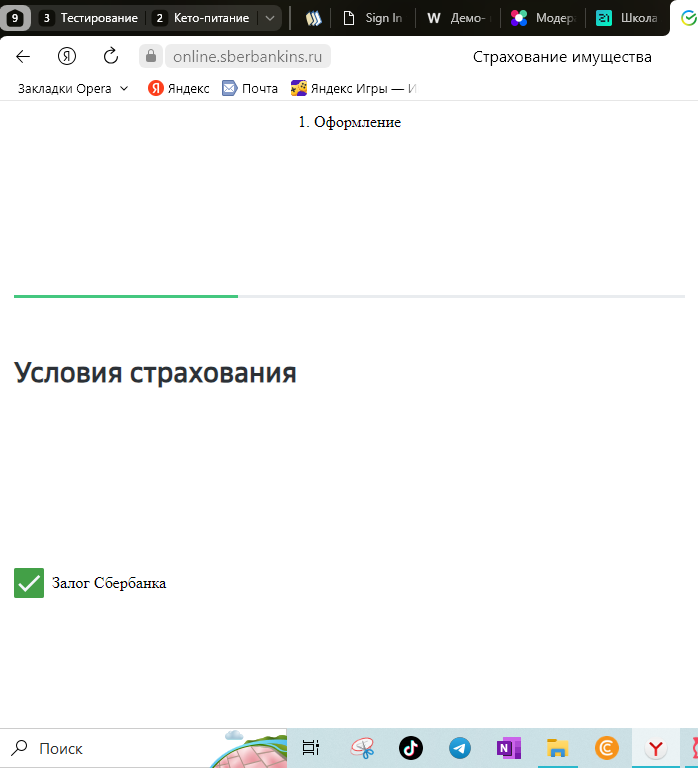 9 3 Тестирование 2 Кето-питание Sign In W Демо- Модер Школа
Я online.sberbankins.ru Страхование имущества
Закладки Opera Я Яндекс Почта Яндекс Игры — И
1. Оформление
Условия страхования
Залог Сбербанка
Поиск